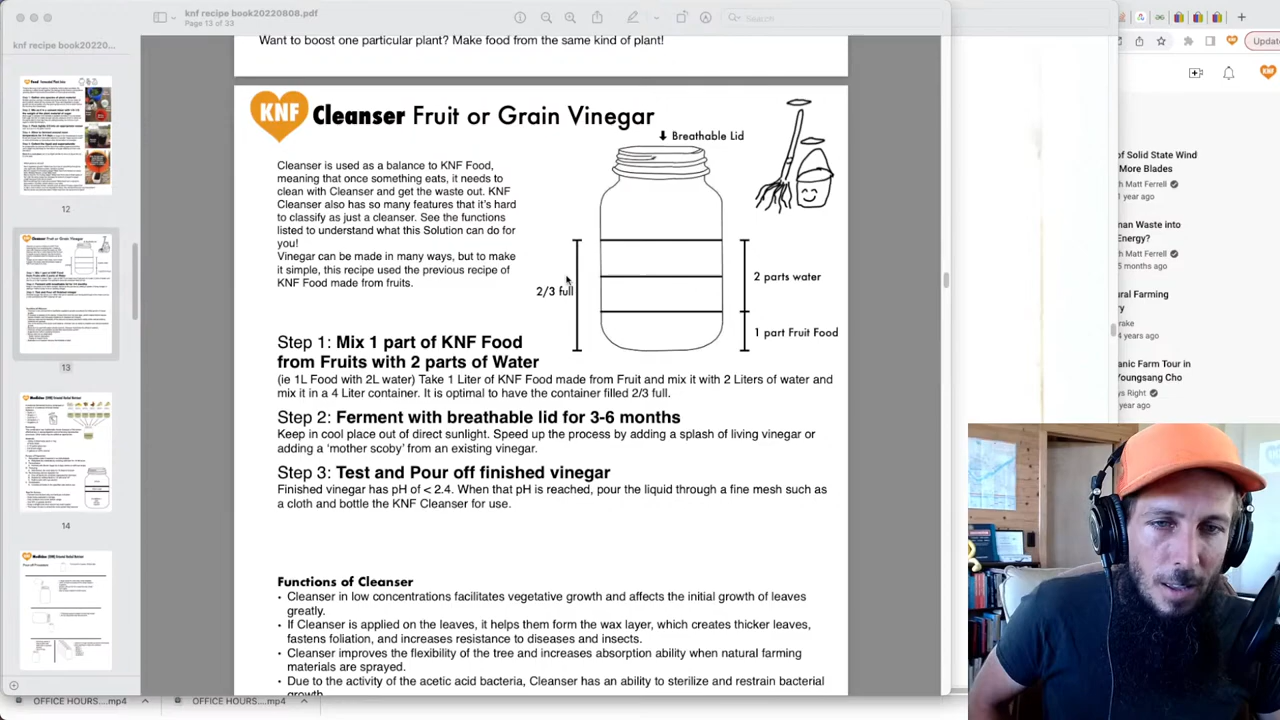 knf recipe book20220808.pdf
Page 13 of 33
Search
knf recipe book20220...
12
13
14
Want to boost one particular plant? Make food from the same kind of plant!
KNF Cleanser Fruit or Grain Vinegar
Breathable Lid
Cleanser is used as a balance to KNF Food,
meaning that once something eats, it needs to
clean with Cleanser and get the waste out. KNF
Cleanser also has so many features that it's hard
to classify as just a cleanser. See the functions
listed to understand what this Solution can do for
you!
Vinegar can be made in many ways, but to make
it simple, this recipe used the previously covered
KNF Food made from fruits.
2/3 full
2 parts water
1 part Fruit Food
Step 1: Mix 1 part of KNF Food
from Fruits with 2 parts of Water
(ie 1L Food with 2L water) Take 1 Liter of KNF Food made from Fruit and mix it with 2 Liters of water and
mix it in a 4 Liter container. It is optimal to have the container filled 2/3 full.
Step 2: Ferment with breathable lid for 3-6 months
Keep in a cool place out of direct sunlight. Speed up the process by adding a splash of living vinegar or
adding a 'mother scoby' from an existing vinegar.
Step 3: Test and Pour off finished vinegar
Finished vinegar has pH of < 2.4. When that pH is reached, pour the liquid through a fine mesh such as
a cloth and bottle the KNF Cleanser for use.
Functions of Cleanser
• Cleanser in low concentrations facilitates vegetative growth and affects the initial growth of leaves
greatly.
• If Cleanser is applied on the leaves, it helps them form the wax layer, which creates thicker leaves,
fastens foliation, and increases resistance to diseases and insects.
• Cleanser improves the flexibility of the tree and increases absorption ability when natural farming
materials are sprayed.
• Due to the activity of the acetic acid bacteria, Cleanser has an ability to sterilize and restrain bacterial
growth
Updat
KNF
of Solid State Wind
More Blades
h Matt Ferrell
1 year ago
nan Waste into
Energy?
h Matt Ferrell
5 months ago
ural Farming
rake
4 years ago
anic Farm Tour in
Youngsang Cho
ys Right
year ago
OFFICE HOURS....mp4
OFFICE HOURS....mp4